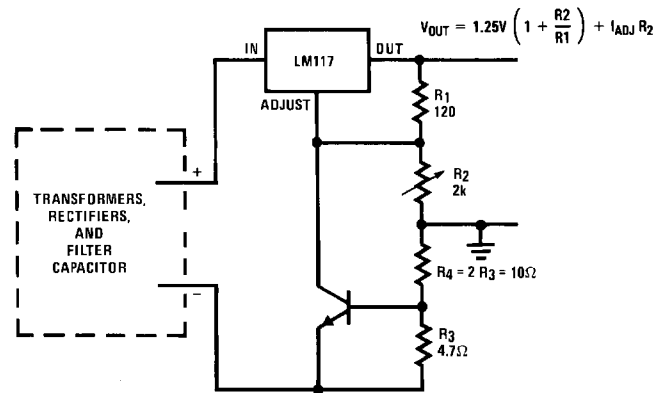 V_OUT = 1.25V (1 + R2/R1) + I_ADJ R2
IN
LM117
OUT
ADJUST
R1
120
R2
2k
+
TRANSFORMERS,
RECTIFIERS,
AND
FILTER
CAPACITOR
−
R4 = 2 R3 = 10Ω
R3
4.7Ω